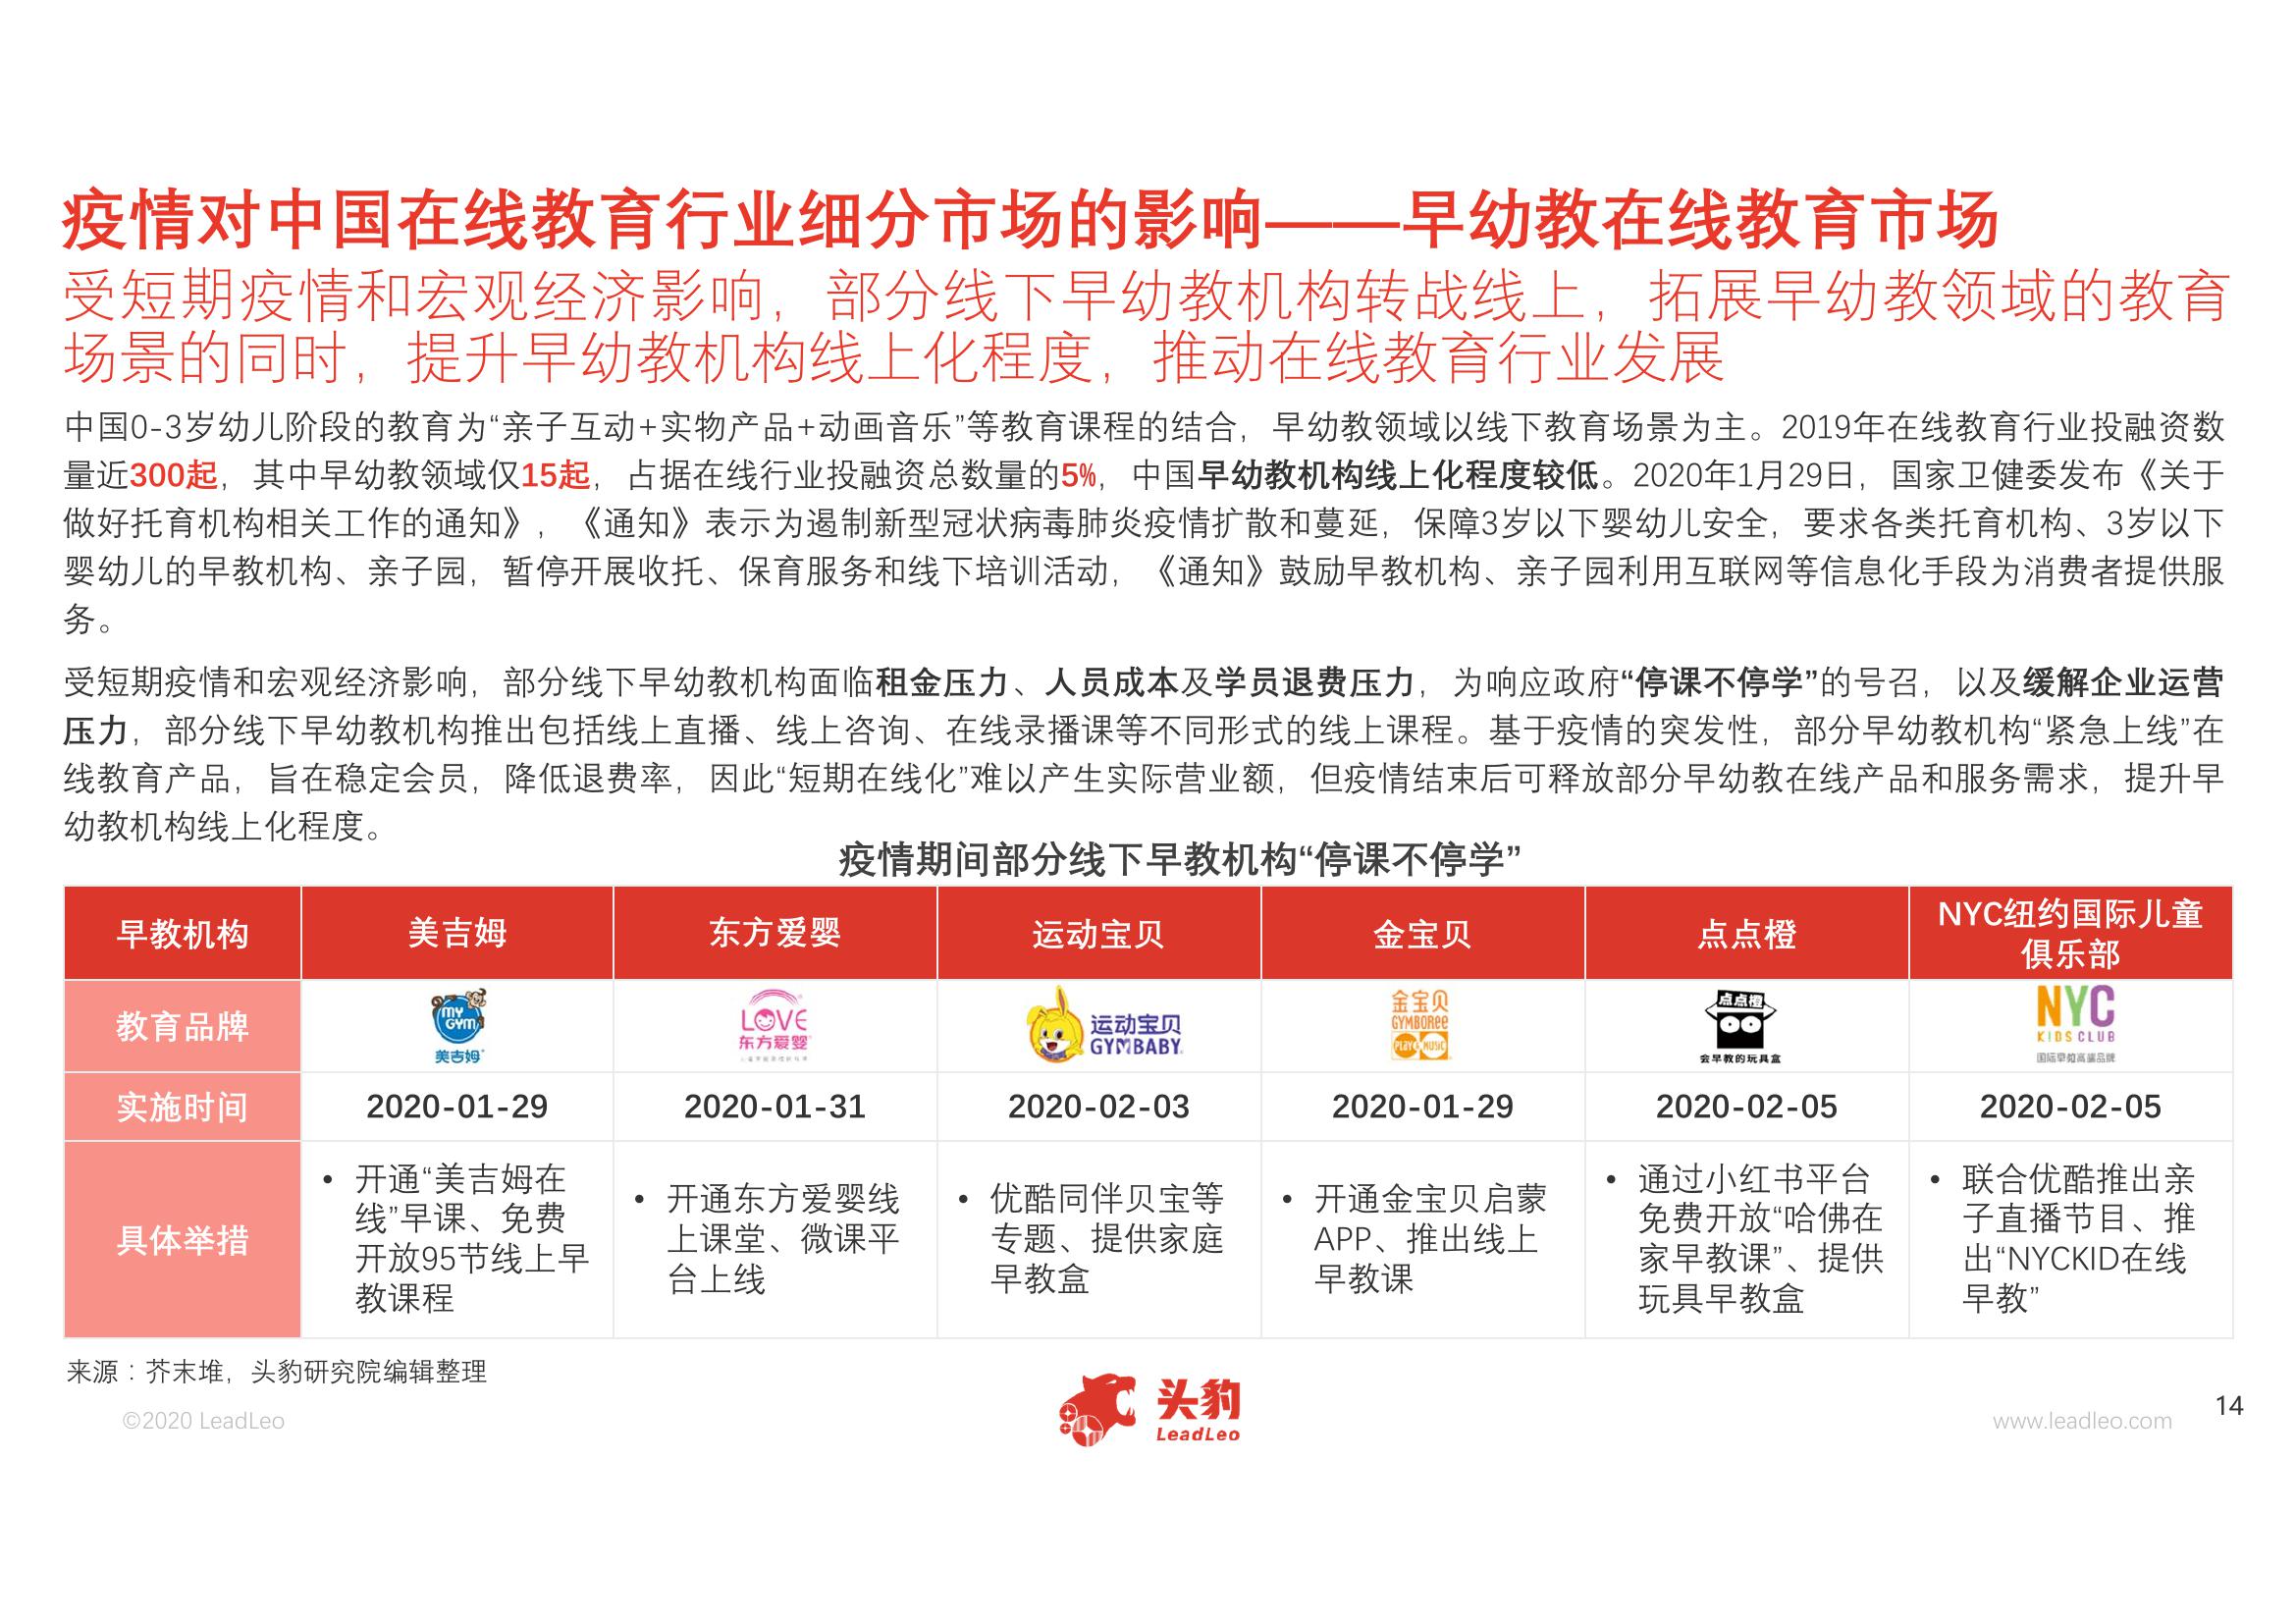 疫情对中国在线教育行业细分市场的影响——早幼教在线教育市场
受短期疫情和宏观经济影响，部分线下早幼教机构转战线上，拓展早幼教领域的教育
场景的同时，提升早幼教机构线上化程度，推动在线教育行业发展
中国0-3岁幼儿阶段的教育为“亲子互动+实物产品+动画音乐”等教育课程的结合，早幼教领域以线下教育场景为主。2019年在线教育行业投融资数
量近300起，其中早幼教领域仅15起，占据在线行业投融资总数量的5%，中国早幼教机构线上化程度较低。2020年1月29日，国家卫健委发布《关于
做好托育机构相关工作的通知》，《通知》表示为遏制新型冠状病毒肺炎疫情扩散和蔓延，保障3岁以下婴幼儿安全，要求各类托育机构、3岁以下
婴幼儿的早教机构、亲子园，暂停开展收托、保育服务和线下培训活动，《通知》鼓励早教机构、亲子园利用互联网等信息化手段为消费者提供服
务。
受短期疫情和宏观经济影响，部分线下早幼教机构面临租金压力、人员成本及学员退费压力，为响应政府“停课不停学”的号召，以及缓解企业运营
压力，部分线下早幼教机构推出包括线上直播、线上咨询、在线录播课等不同形式的线上课程。基于疫情的突发性，部分早幼教机构“紧急上线”在
线教育产品，旨在稳定会员，降低退费率，因此“短期在线化”难以产生实际营业额，但疫情结束后可释放部分早幼教在线产品和服务需求，提升早
幼教机构线上化程度。
疫情期间部分线下早教机构“停课不停学”
早教机构 美吉姆 东方爱婴 运动宝贝 金宝贝 点点橙 NYC纽约国际儿童
俱乐部
教育品牌
MY
GYM
美吉姆
LOVE
东方爱婴
运动宝贝
GYMBABY
金宝贝
GYMBOREE
PLAY&MUSIC
点点橙
会早教的玩具盒
NYC
KIDS CLUB
实施时间 2020-01-29 2020-01-31 2020-02-03 2020-01-29 2020-02-05 2020-02-05
具体举措
• 开通“美吉姆在
线”早课、免费
开放95节线上早
教课程
• 开通东方爱婴线
上课堂、微课平
台上线
• 优酷同伴贝宝等
专题、提供家庭
早教盒
• 开通金宝贝启蒙
APP、推出线上
早教课
• 通过小红书平台
免费开放“哈佛在
家早教课”、提供
玩具早教盒
• 联合优酷推出亲
子直播节目、推
出“NYCKID在线
早教”
来源：芥末堆，头豹研究院编辑整理
©2020 LeadLeo
头豹
LeadLeo
www.leadleo.com
14